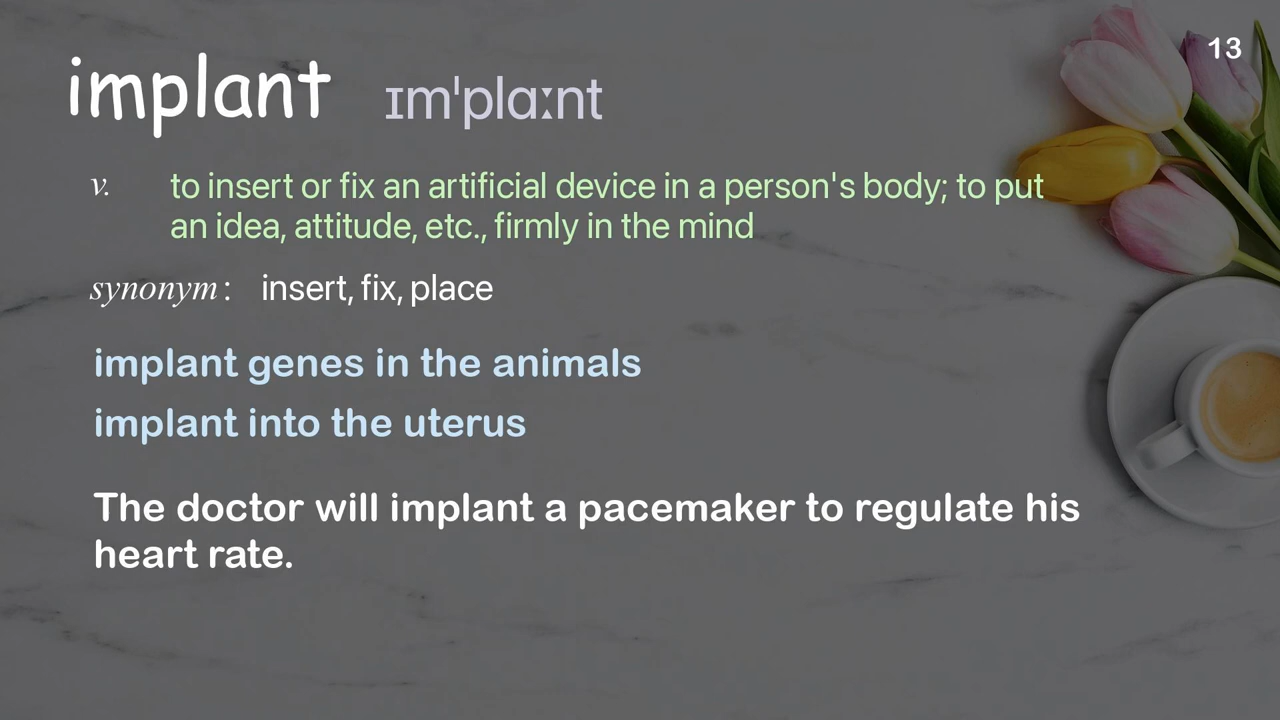 13
implant ɪmˈplɑːnt
v. to insert or fix an artificial device in a person's body; to put
an idea, attitude, etc., firmly in the mind
synonym: insert, fix, place
implant genes in the animals
implant into the uterus
The doctor will implant a pacemaker to regulate his
heart rate.